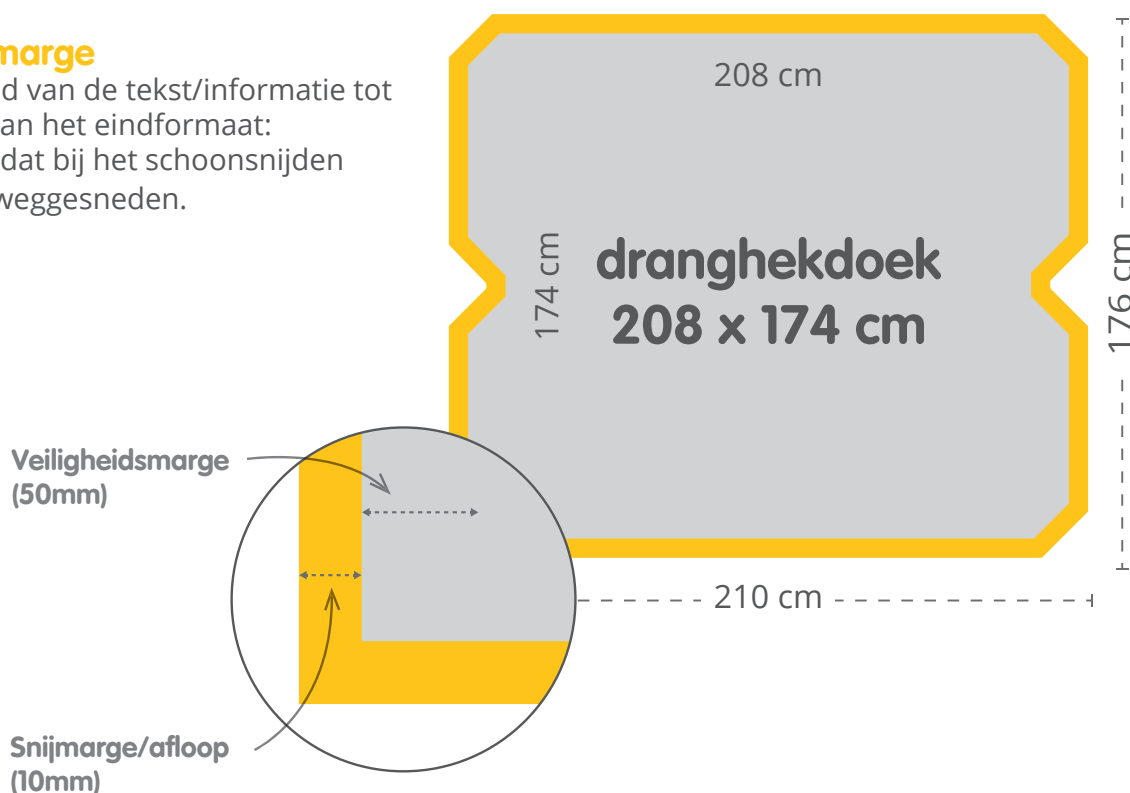 marge
d van de tekst/informatie tot
an het eindformaat:
dat bij het schoonsnijden
weggesneden.
208 cm
174 cm
dranghekdoek
208 x 174 cm
176 cm
Veiligheidsmarge
(50mm)
210 cm
Snijmarge/afloop
(10mm)